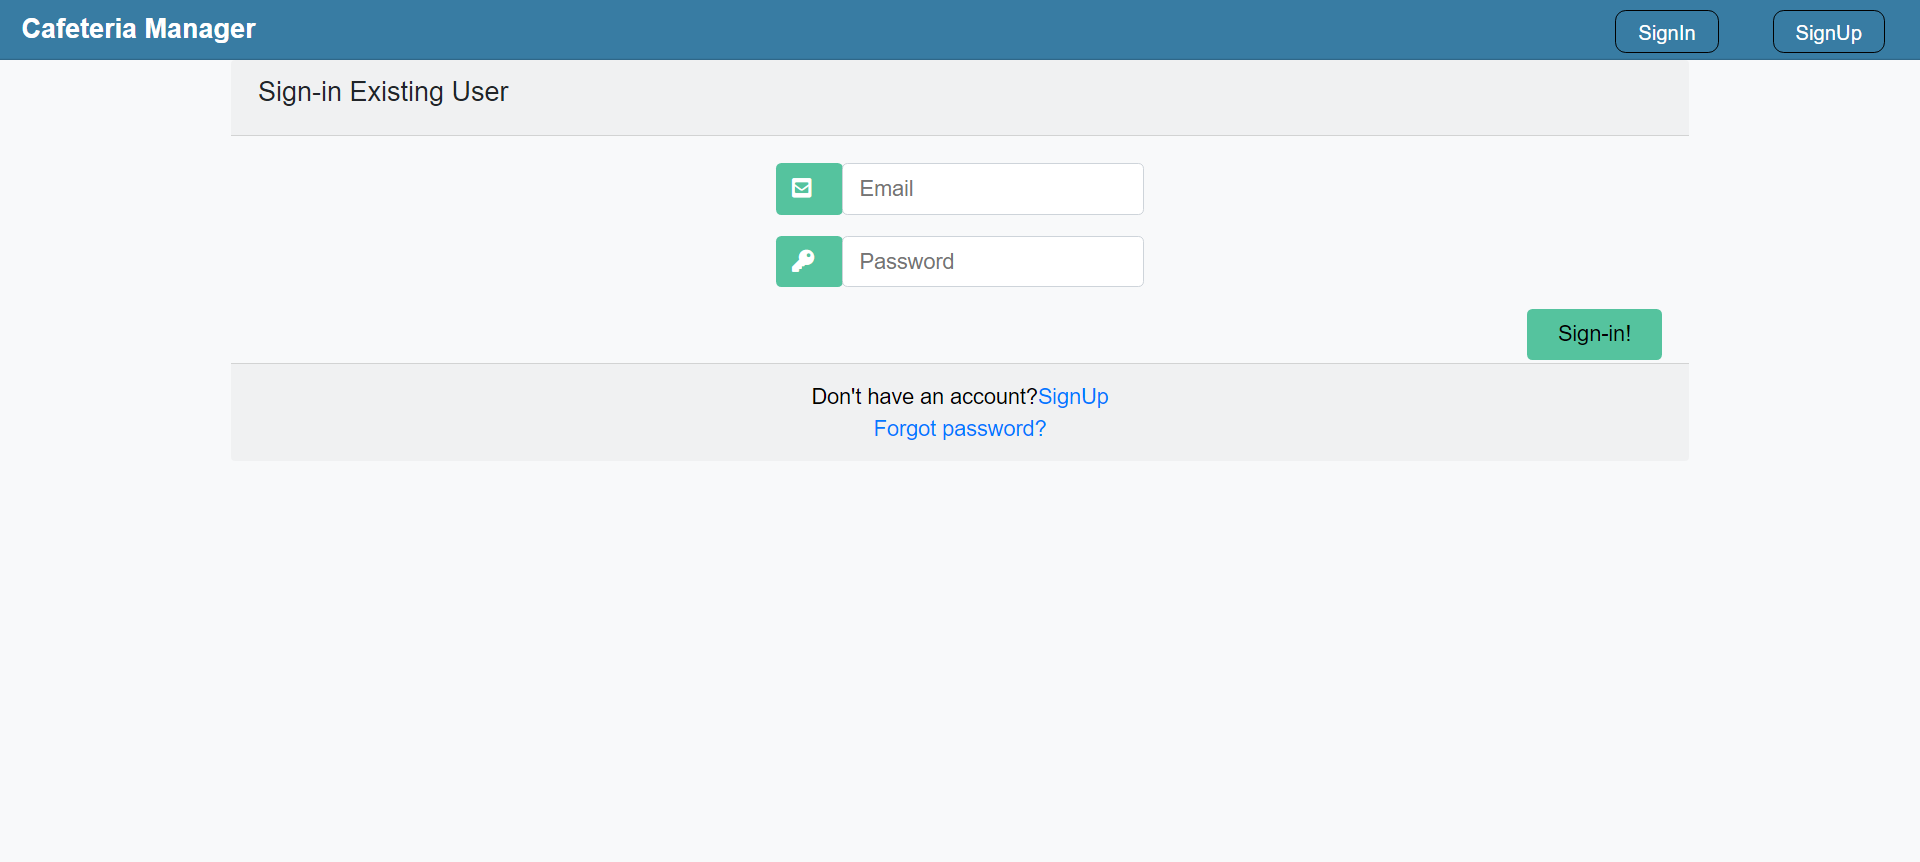 Cafeteria Manager
SignIn
SignUp
Sign-in Existing User
Email
Password
Sign-in!
Don't have an account?SignUp
Forgot password?